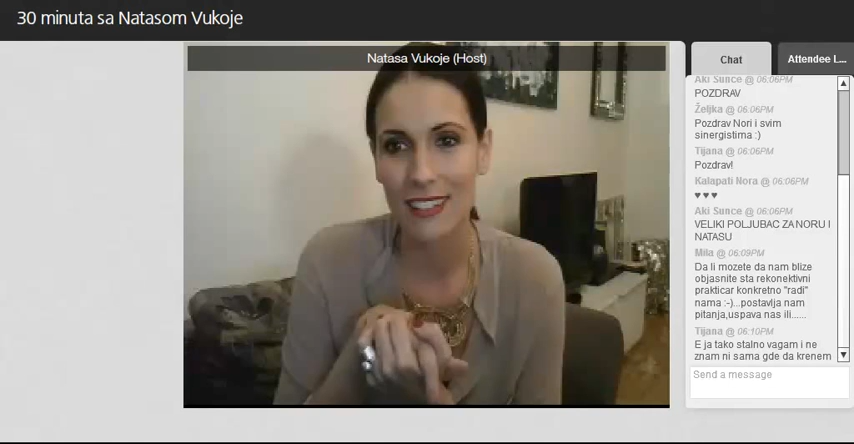 30 minuta sa Natasom Vukoje
Natasa Vukoje (Host)
Chat
Attendee L...
Aki Sunce @ 06:06PM
POZDRAV
Željka @ 06:06PM
Pozdrav Nori i svim
sinergistima :)
Tijana @ 06:06PM
Pozdrav!
Kalapati Nora @ 06:06PM
♥ ♥ ♥
Aki Sunce @ 06:06PM
VELIKI POLJUBAC ZA NORU I
NATASU
Mila @ 06:09PM
Da li mozete da nam blize
objasnite sta rekonektivni
prakticar konkretno "radi"
nama :-)...postavlja nam
pitanja,uspava nas ili......
Tijana @ 06:10PM
E ja tako stalno vagam i ne
znam ni sama gde da krenem
Send a message